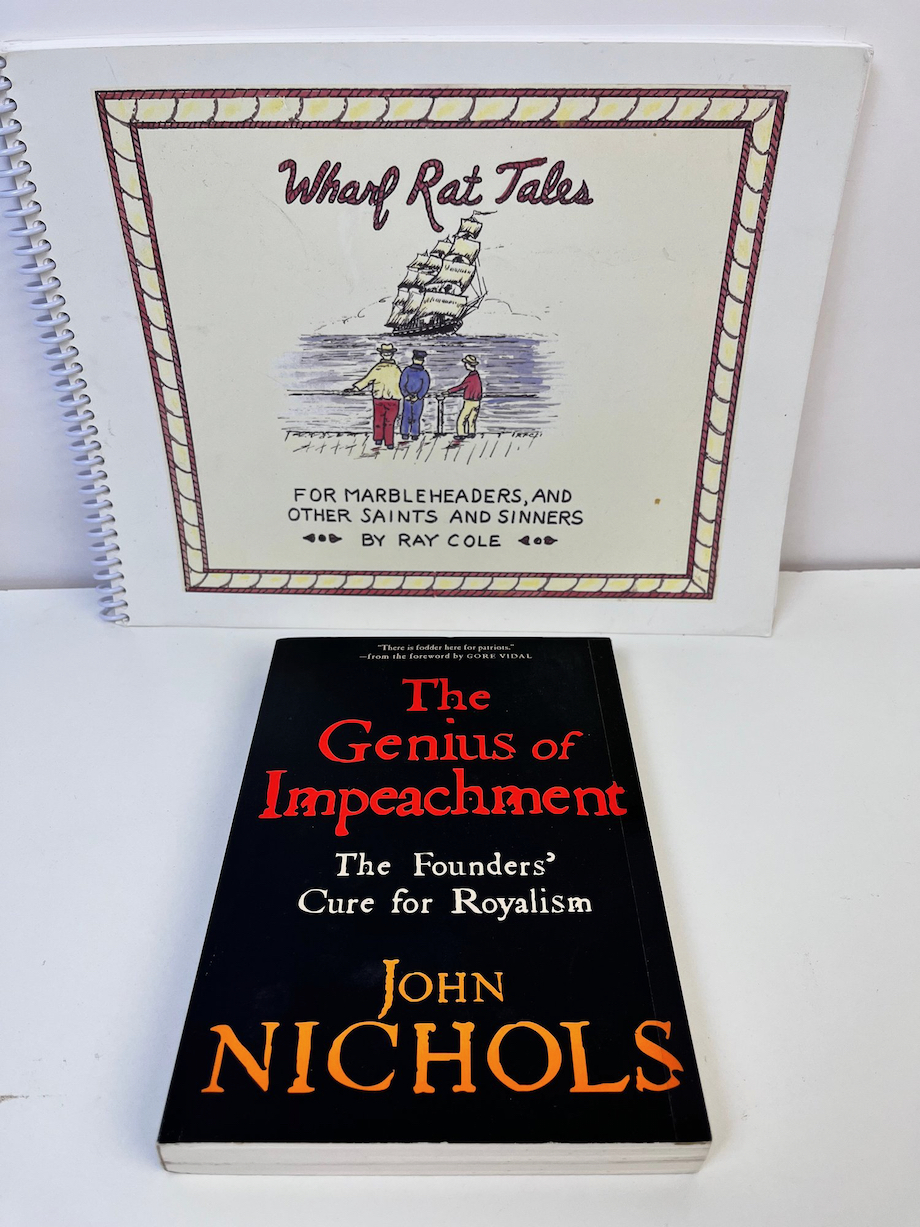 Wharf Rat Tales
FOR MARBLEHEADERS, AND
OTHER SAINTS AND SINNERS
BY RAY COLE
"There is fodder here for patriots."
—from the foreword by GORE VIDAL
The
Genius of
Impeachment
The Founders'
Cure for Royalism
JOHN
NICHOLS